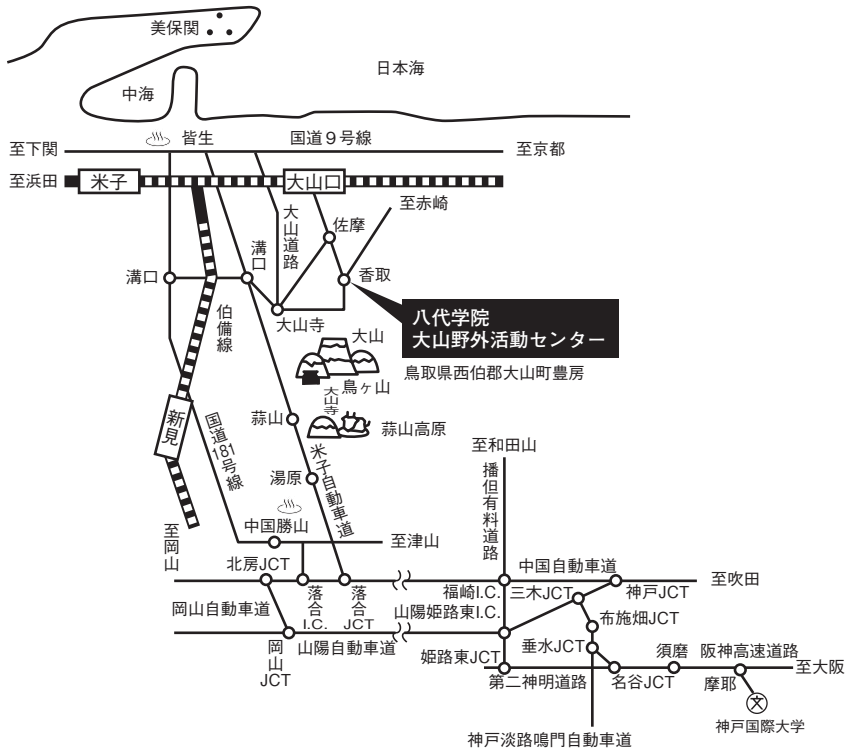 美保関
日本海
中海
皆生
国道９号線
至下関
至京都
至浜田
米子
大山口
至赤崎
大山道路
佐摩
溝口
溝口
香取
大山寺
伯備線
八代学院
大山野外活動センター
鳥取県西伯郡大山町豊房
大山
烏ヶ山
大山寺
蒜山
蒜山高原
新見
国道181号線
米子自動車道
湯原
至和田山
播但有料道路
至岡山
中国勝山
至津山
北房JCT
落合I.C.
落合JCT
中国自動車道
福崎I.C.
三木JCT
神戸JCT
至吹田
岡山自動車道
山陽姫路東I.C.
布施畑JCT
岡山JCT
山陽自動車道
垂水JCT
姫路東JCT
須磨
阪神高速道路
至大阪
第二神明道路
名谷JCT
摩耶
文
神戸国際大学
神戸淡路鳴門自動車道